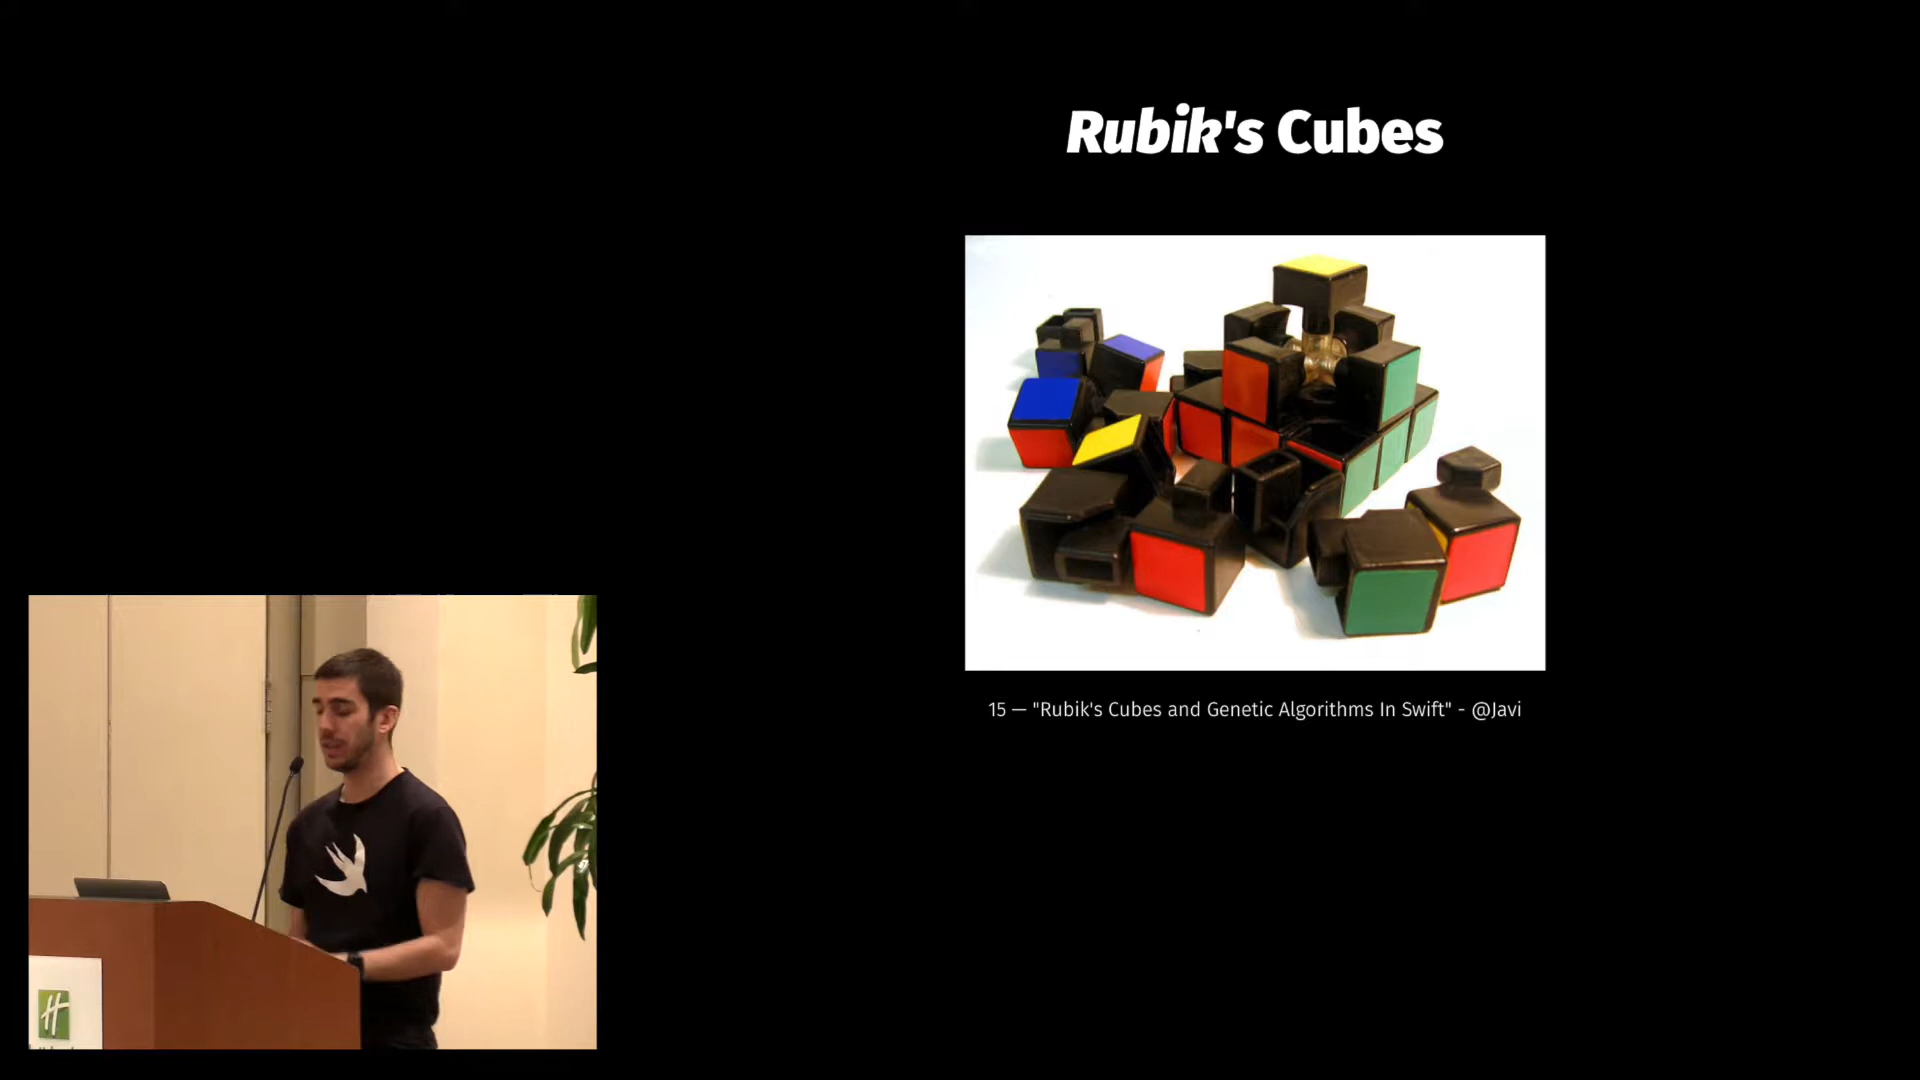 Rubik's Cubes
15 — "Rubik's Cubes and Genetic Algorithms In Swift" - @Javi
H